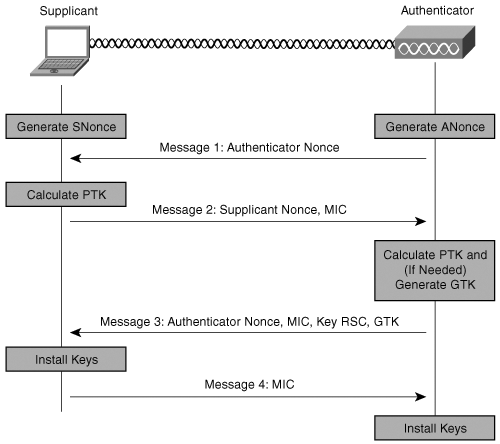 Supplicant
Authenticator
Generate SNonce
Generate ANonce
Message 1: Authenticator Nonce
Calculate PTK
Message 2: Supplicant Nonce, MIC
Calculate PTK and
(If Needed)
Generate GTK
Message 3: Authenticator Nonce, MIC, Key RSC, GTK
Install Keys
Message 4: MIC
Install Keys